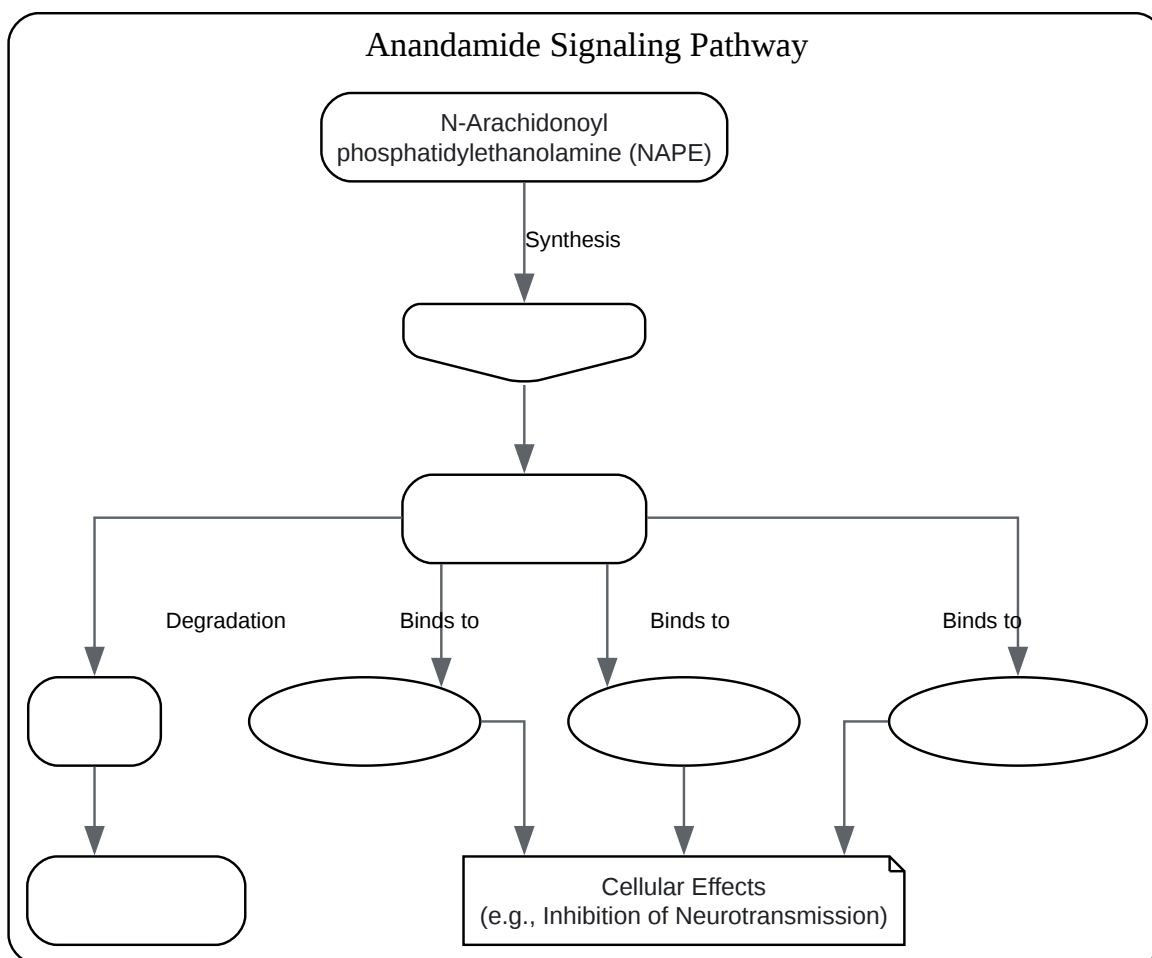 Anandamide Signaling Pathway
N-Arachidonoyl
phosphatidylethanolamine (NAPE)
Synthesis
Degradation
Binds to
Binds to
Binds to
Cellular Effects
(e.g., Inhibition of Neurotransmission)